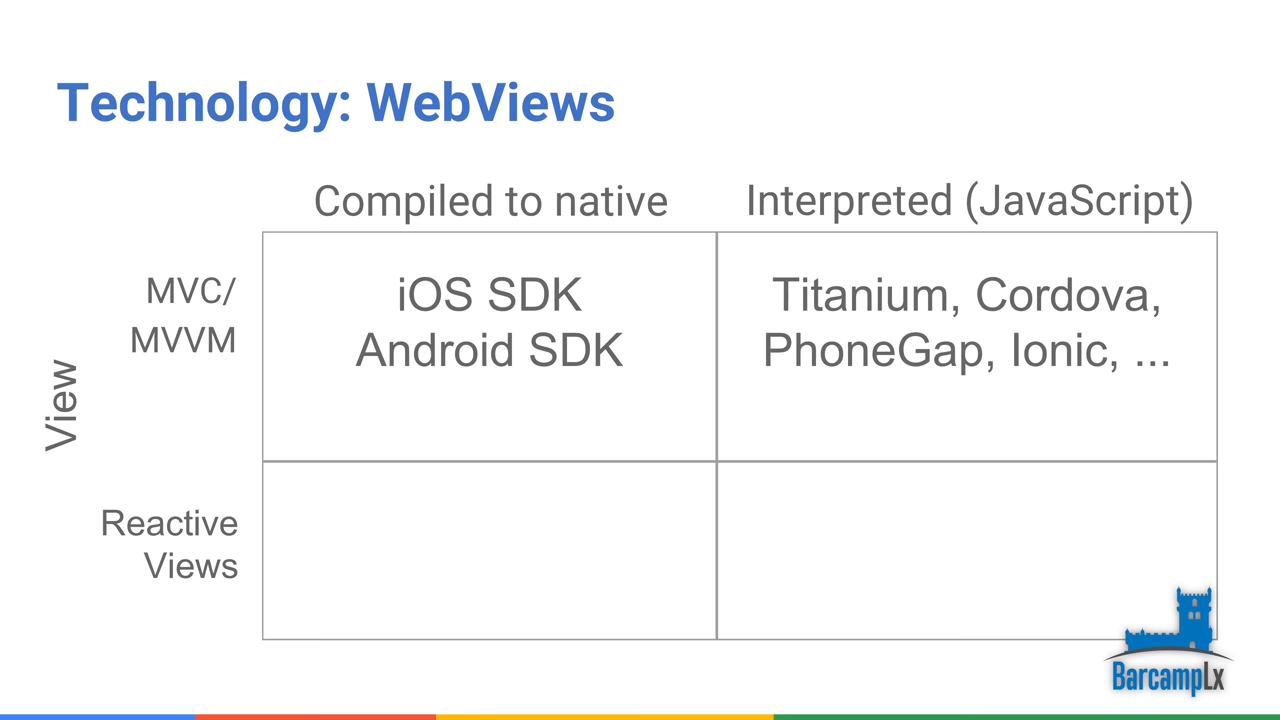 Technology: WebViews
Compiled to native
Interpreted (JavaScript)
MVC/
MVVM
iOS SDK
Android SDK
Titanium, Cordova,
PhoneGap, Ionic, ...
View
Reactive
Views
BarcampLx